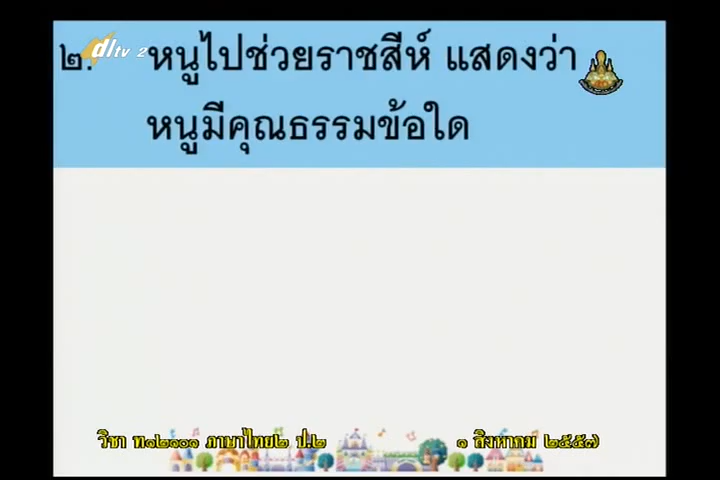 dltv 2
๒. หนูไปช่วยราชสีห์ แสดงว่า
หนูมีคุณธรรมข้อใด
วิชา ท๑๒๑๐๑ ภาษาไทย๒ ป.๒
๑ สิงหาคม ๒๕๕๗